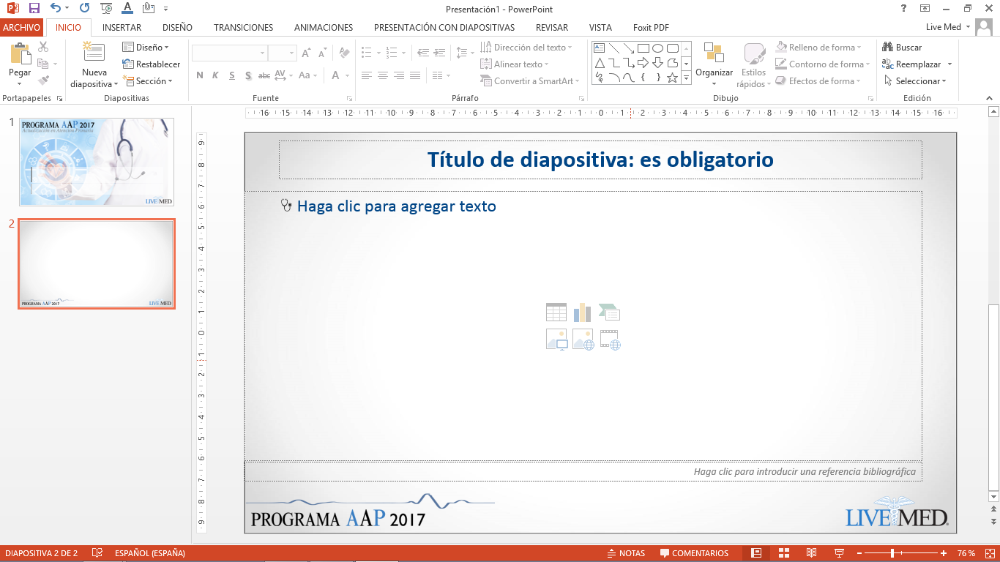 Presentación1 - PowerPoint
ARCHIVO INICIO INSERTAR DISEÑO TRANSICIONES ANIMACIONES PRESENTACIÓN CON DIAPOSITIVAS REVISAR VISTA Foxit PDF Live Med
Pegar
Portapapeles
Nueva diapositiva
Diseño
Restablecer
Sección
Diapositivas
N K S S abc AV Aa A
Fuente
Dirección del texto
Alinear texto
Convertir a SmartArt
Párrafo
Organizar
Estilos rápidos
Relleno de forma
Contorno de forma
Efectos de forma
Dibujo
Buscar
Reemplazar
Seleccionar
Edición
16 15 14 13 12 11 10 9 8 7 6 5 4 3 2 1 0 1 2 3 4 5 6 7 8 9 10 11 12 13 14 15 16
9 8 7 6 5 4 3 2 1 0 1 2 3 4 5 6 7 8 9
1
PROGRAMA AAP 2017
Actualización en Atención Primaria
LIVE MED
2
PROGRAMA AAP 2017
LIVE MED
Título de diapositiva: es obligatorio
Haga clic para agregar texto
Haga clic para introducir una referencia bibliográfica
PROGRAMA AAP 2017
LIVE MED®
DIAPOSITIVA 2 DE 2 ESPAÑOL (ESPAÑA) NOTAS COMENTARIOS 76 %